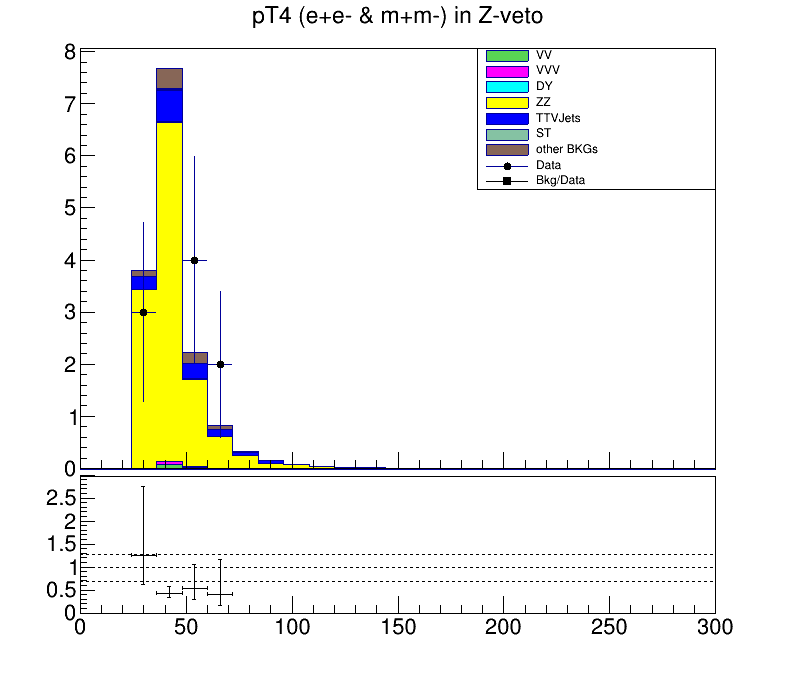 pT4 (e+e- & m+m-) in Z-veto
8
7
6
5
4
3
2
1
0
VV
VVV
DY
ZZ
TTVJets
ST
other BKGs
Data
Bkg/Data
2.5
2
1.5
1
0.5
0
0 50 100 150 200 250 300